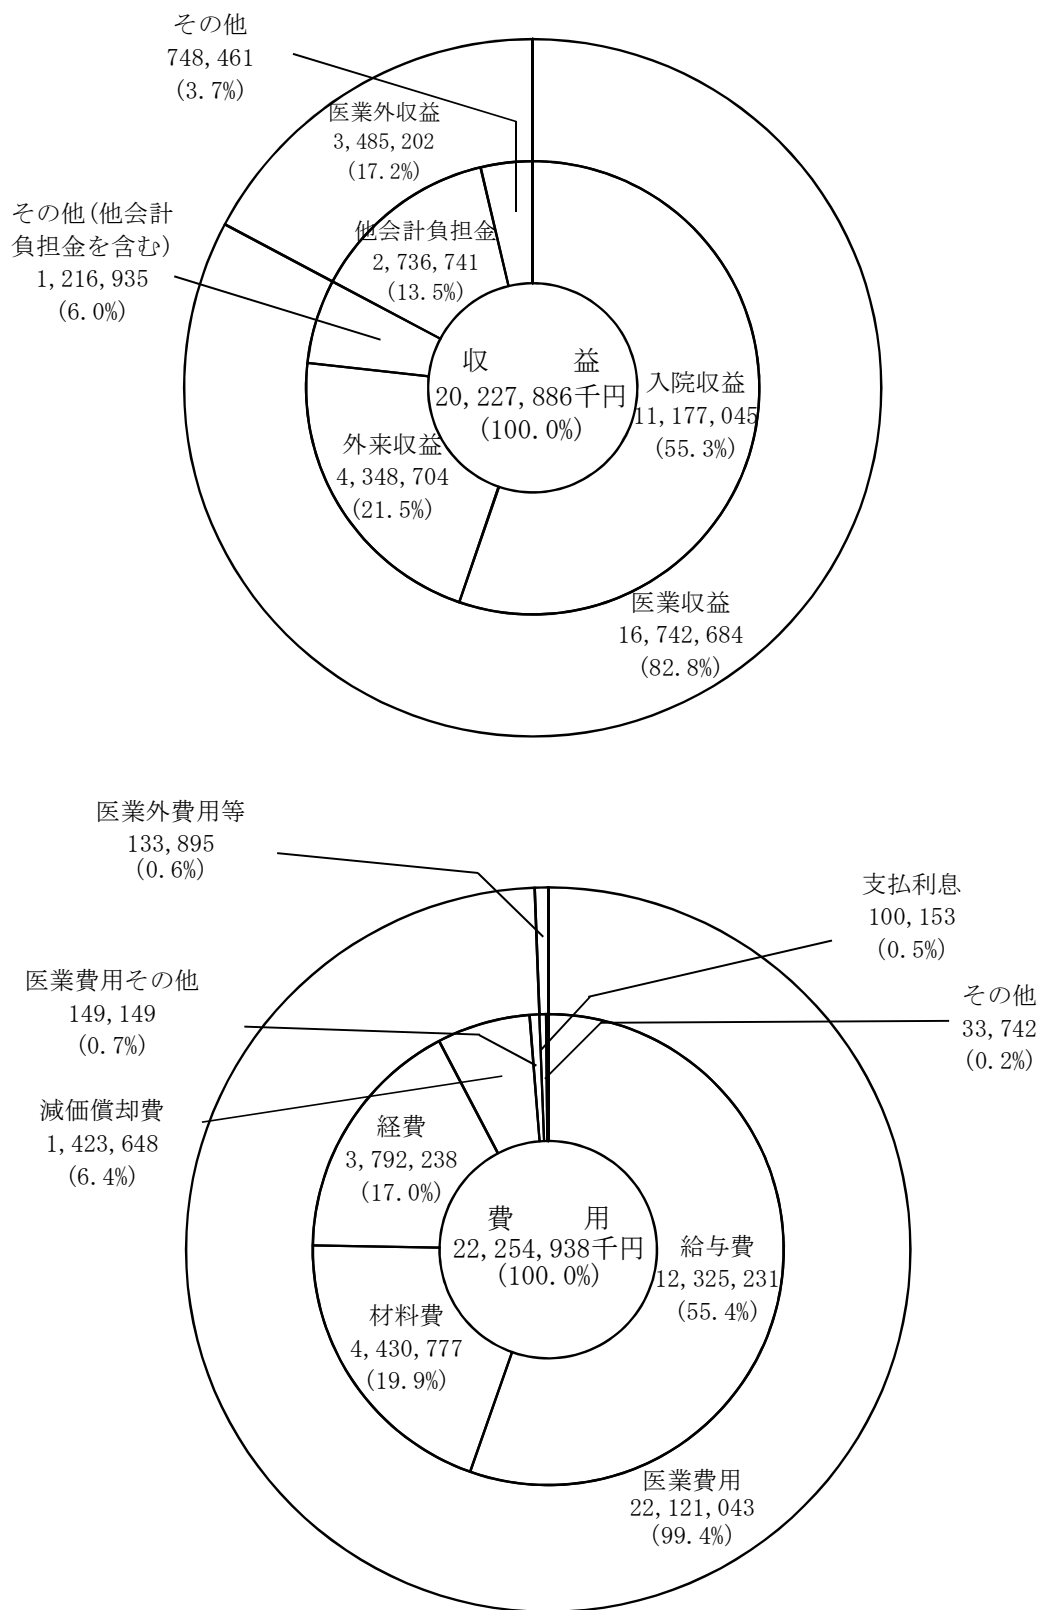 その他
748,461
(3.7%)
医業外収益
3,485,202
(17.2%)
その他(他会計
負担金を含む)
1,216,935
(6.0%)
他会計負担金
2,736,741
(13.5%)
収 益
20,227,886千円
(100.0%)
入院収益
11,177,045
(55.3%)
外来収益
4,348,704
(21.5%)
医業収益
16,742,684
(82.8%)
医業外費用等
133,895
(0.6%)
支払利息
100,153
(0.5%)
医業費用その他
149,149
(0.7%)
その他
33,742
(0.2%)
減価償却費
1,423,648
(6.4%)
経費
3,792,238
(17.0%)
費 用
22,254,938千円
(100.0%)
給与費
12,325,231
(55.4%)
材料費
4,430,777
(19.9%)
医業費用
22,121,043
(99.4%)